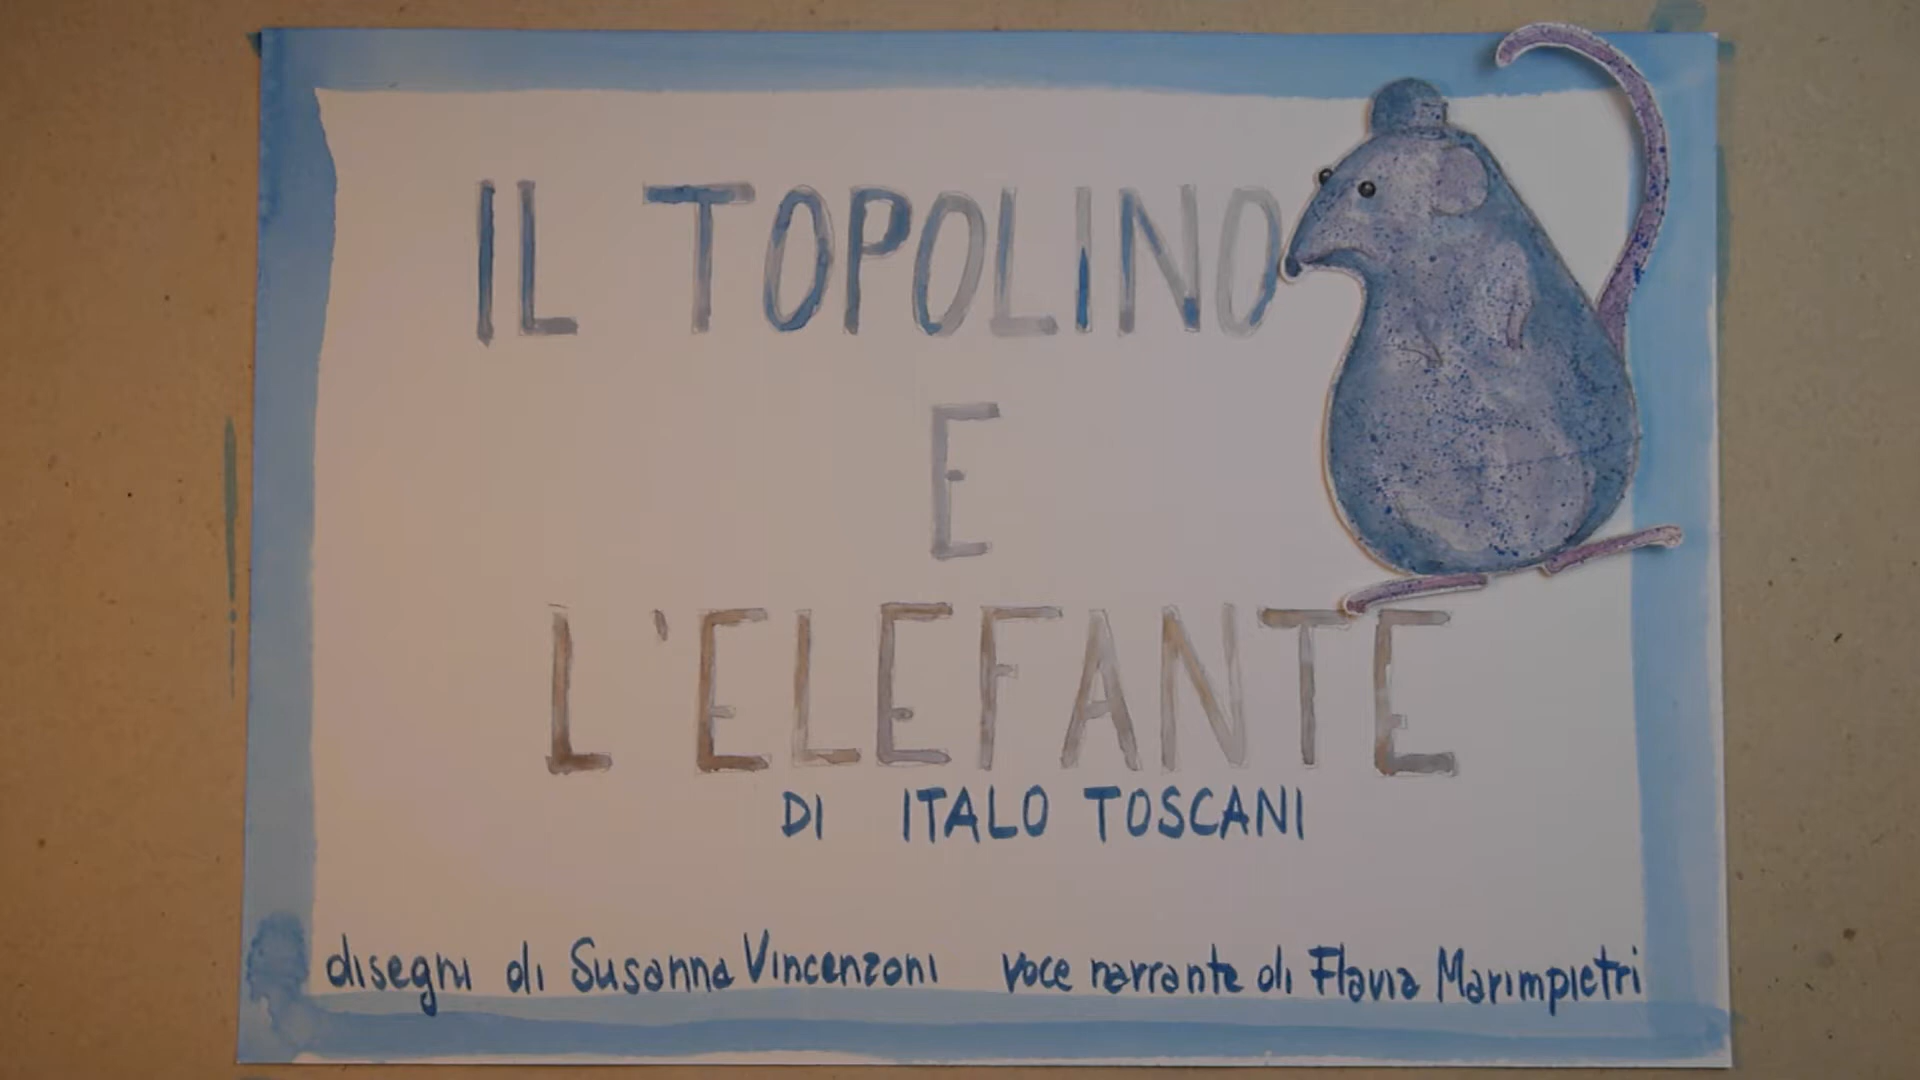 IL TOPOLINO
E
L'ELEFANTE
DI ITALO TOSCANI
disegni di Susanna Vincenzoni voce narrante di Flavia Marimpietri